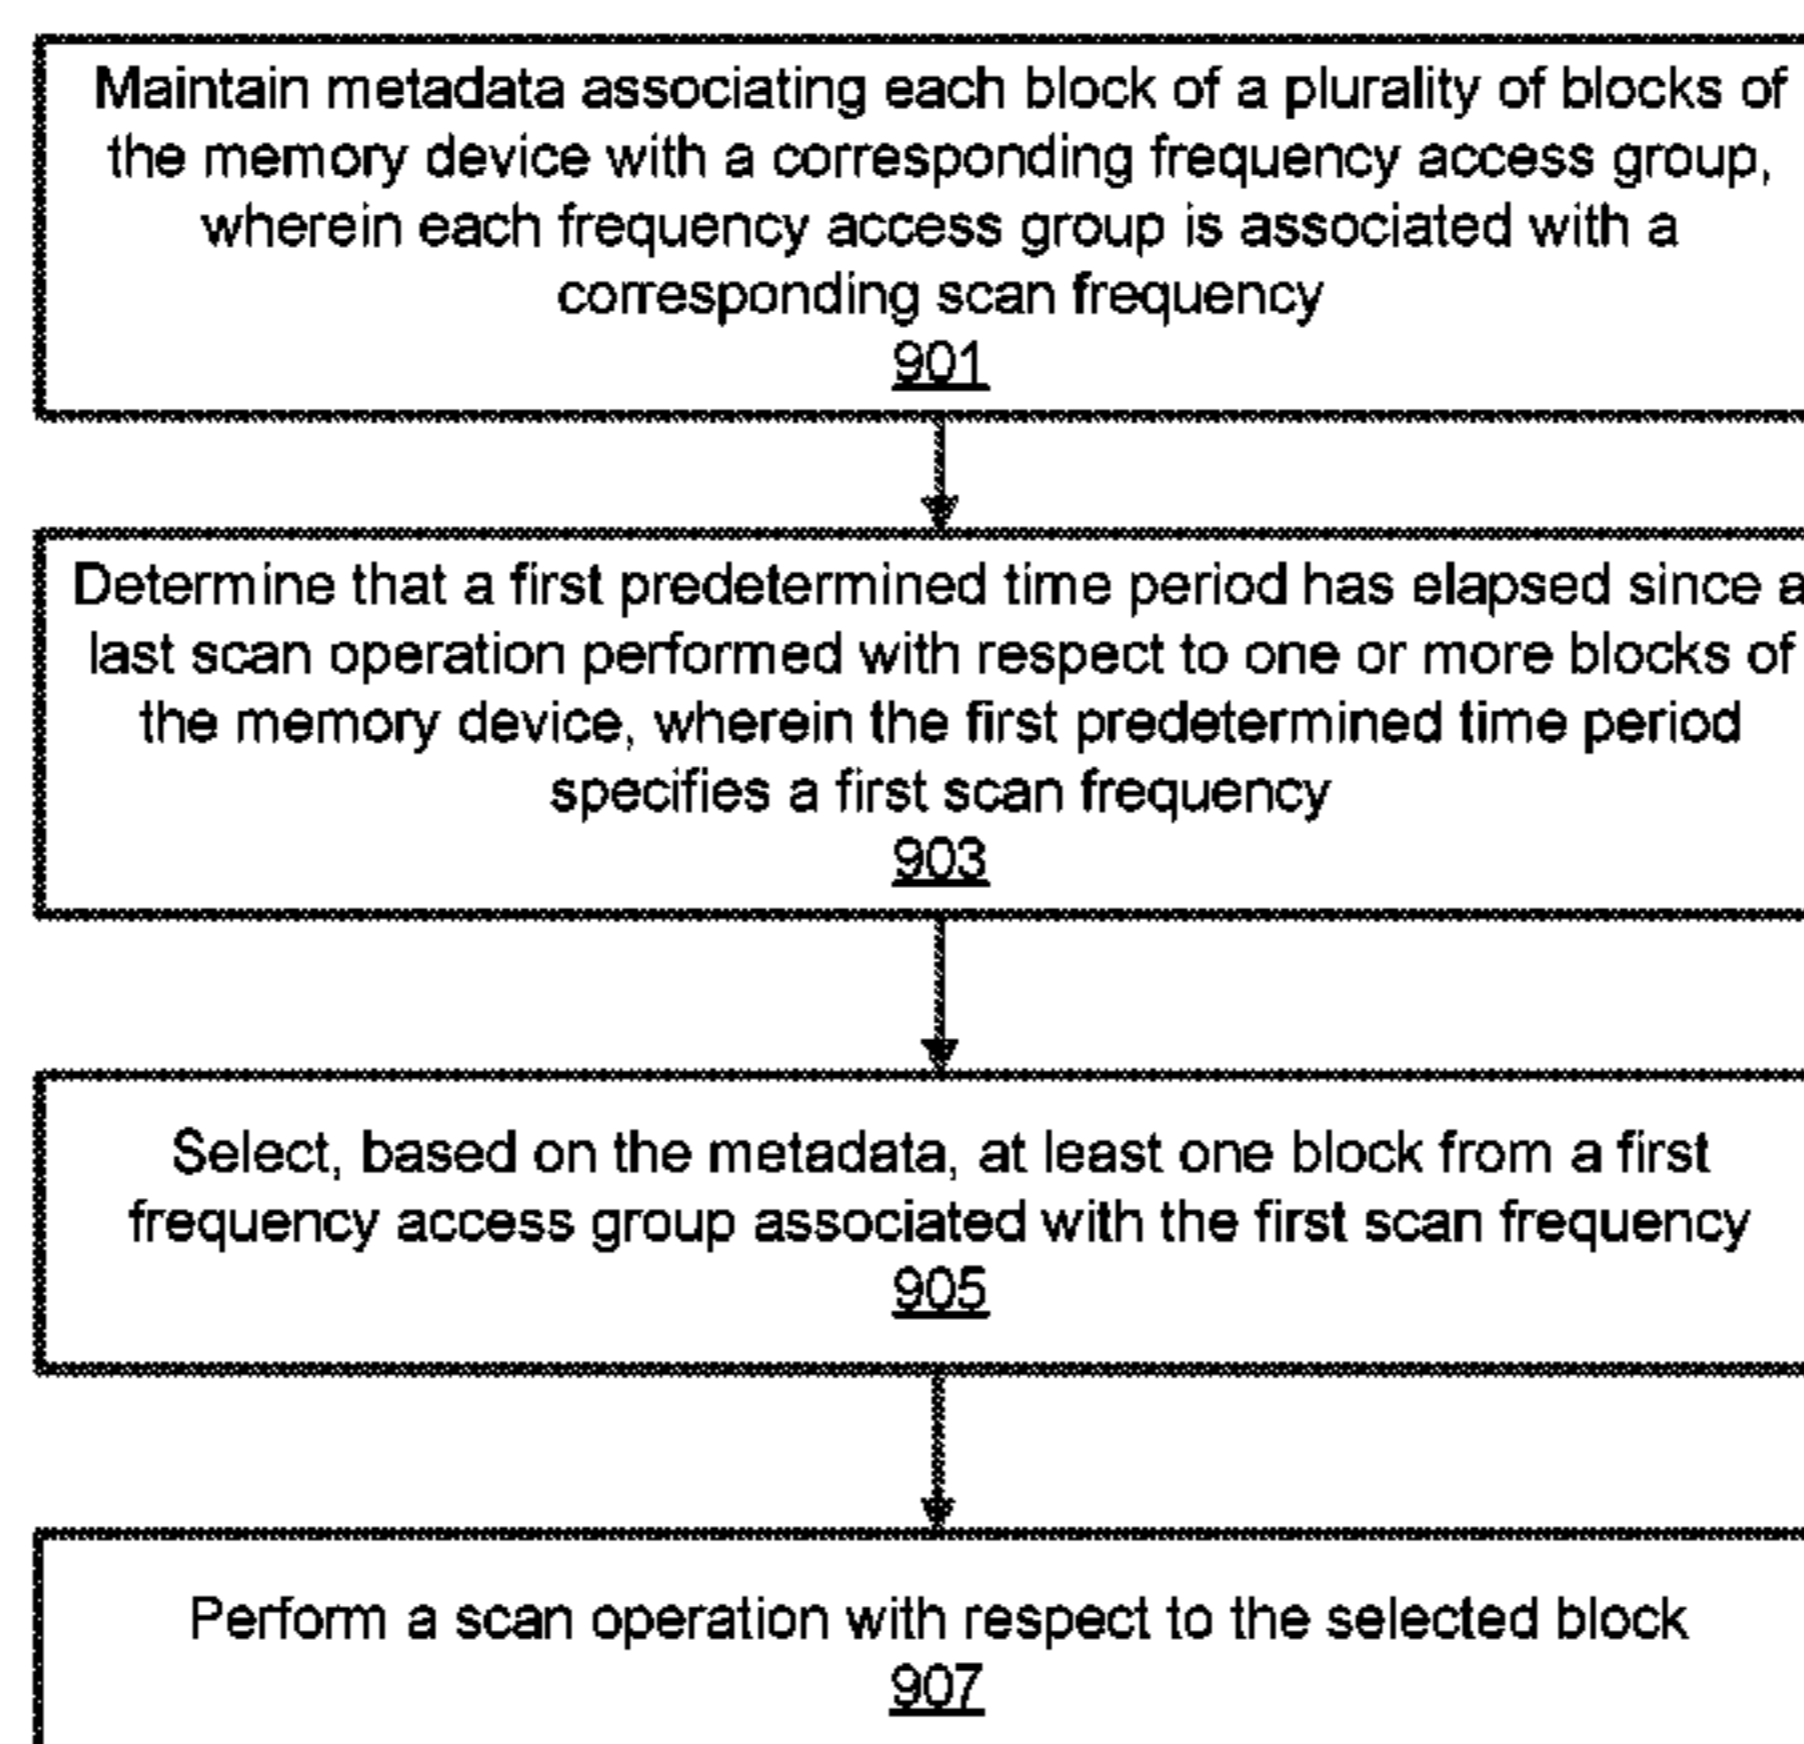 Maintain metadata associating each block of a plurality of blocks of
the memory device with a corresponding frequency access group,
wherein each frequency access group is associated with a
corresponding scan frequency
901
Determine that a first predetermined time period has elapsed since a
last scan operation performed with respect to one or more blocks of
the memory device, wherein the first predetermined time period
specifies a first scan frequency
903
Select, based on the metadata, at least one block from a first
frequency access group associated with the first scan frequency
905
Perform a scan operation with respect to the selected block
907